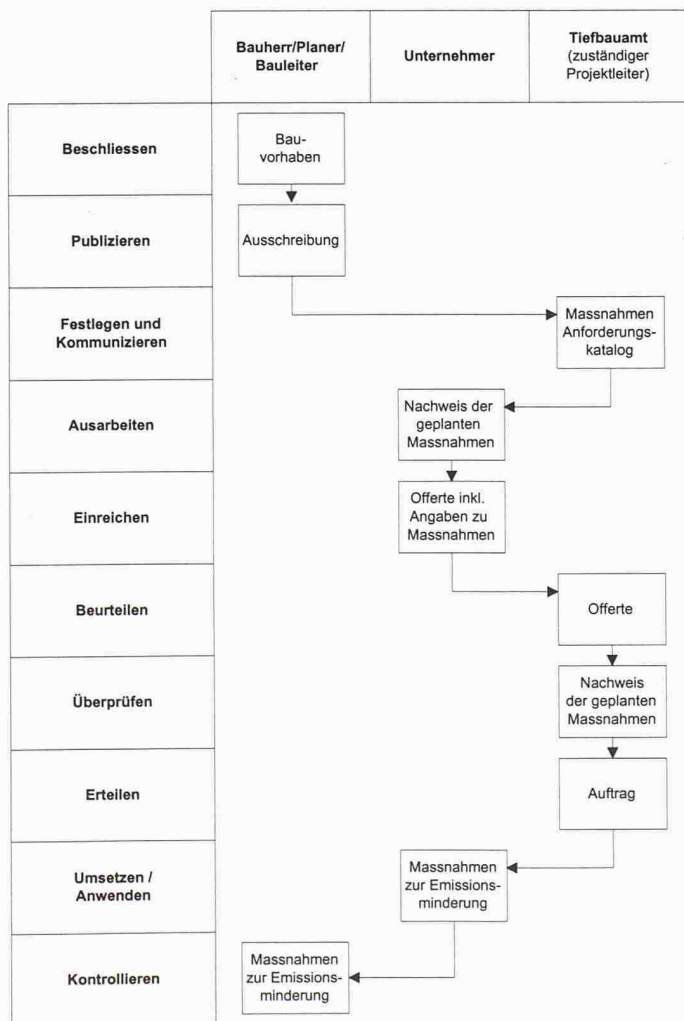 Bauherr/Planer/
Bauleiter
Unternehmer
Tiefbauamt
(zuständiger
Projektleiter)
Beschliessen
Bau-
vorhaben
Publizieren
Ausschreibung
Festlegen und
Kommunizieren
Massnahmen
Anforderungs-
katalog
Ausarbeiten
Nachweis der
geplanten
Massnahmen
Einreichen
Offerte inkl.
Angaben zu
Massnahmen
Beurteilen
Offerte
Überprüfen
Nachweis
der geplanten
Massnahmen
Erteilen
Auftrag
Umsetzen /
Anwenden
Massnahmen
zur Emissions-
minderung
Kontrollieren
Massnahmen
zur Emissions-
minderung